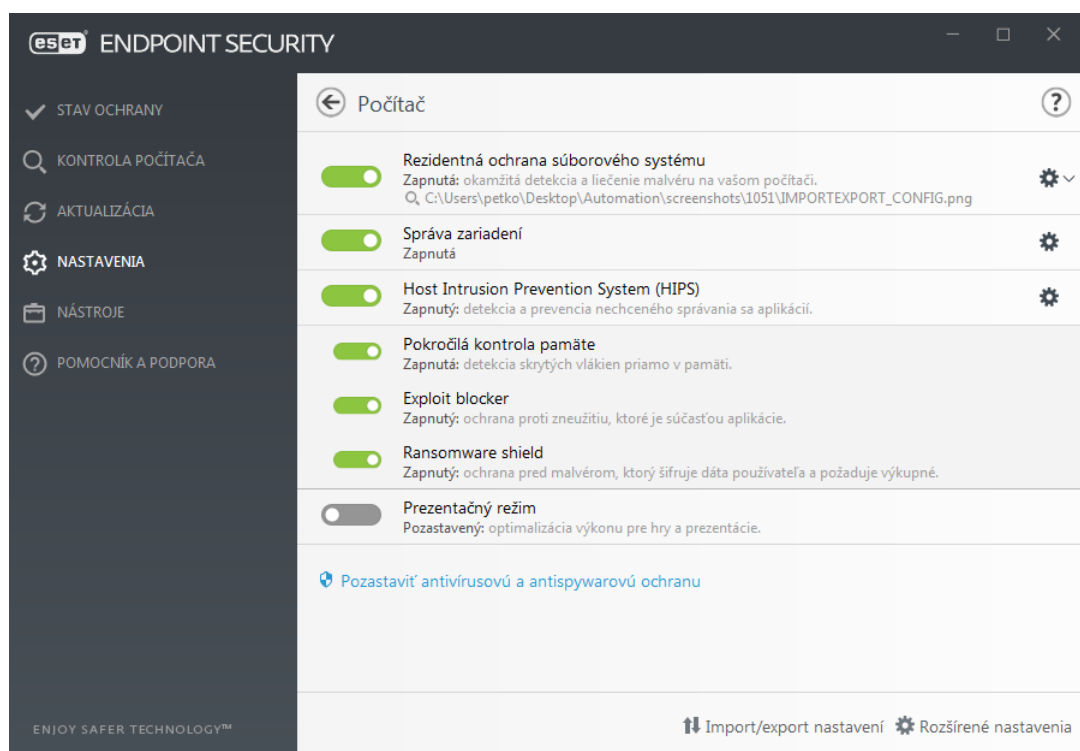 eset ENDPOINT SECURITY
STAV OCHRANY
KONTROLA POČÍTAČA
AKTUALIZÁCIA
NASTAVENIA
NÁSTROJE
POMOCNÍK A PODPORA
ENJOY SAFER TECHNOLOGY™
Počítač
?
Rezidentná ochrana súborového systému
Zapnutá: okamžitá detekcia a liečenie malvéru na vašom počítači.
C:\Users\petko\Desktop\Automation\screenshots\1051\IMPORTEXPORT_CONFIG.png
Správa zariadení
Zapnutá
Host Intrusion Prevention System (HIPS)
Zapnutý: detekcia a prevencia nechceného správania sa aplikácií.
Pokročilá kontrola pamäte
Zapnutá: detekcia skrytých vlákien priamo v pamäti.
Exploit blocker
Zapnutý: ochrana proti zneužitiu, ktoré je súčasťou aplikácie.
Ransomware shield
Zapnutý: ochrana pred malvérom, ktorý šifruje dáta používateľa a požaduje výkupné.
Prezentačný režim
Pozastavený: optimalizácia výkonu pre hry a prezentácie.
Pozastaviť antivírusovú a antispywarovú ochranu
Import/export nastavení Rozšírené nastavenia